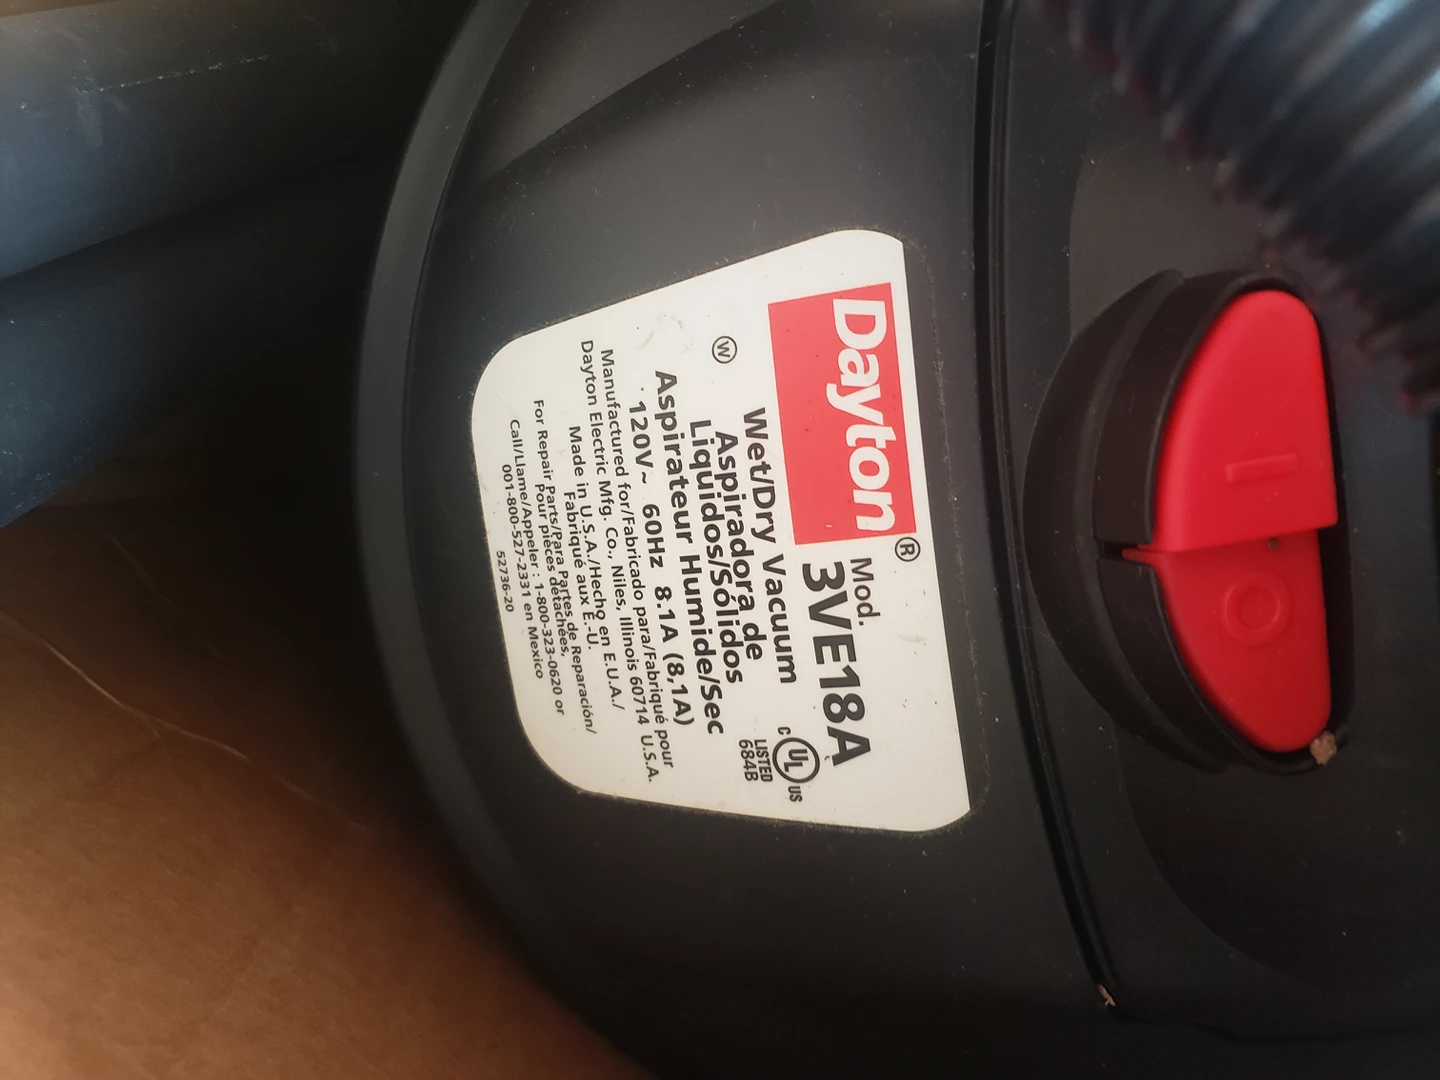 Dayton®
Mod.
3VE18A
Wet/Dry Vacuum
Aspiradora de
Liquidos/Sólidos
Aspirateur Humide/Sec
W
C UL US
LISTED
684B
120V~ 60Hz 8.1A (8,1A)
Manufactured for/Fabricado para/Fabriqué pour
Dayton Electric Mfg. Co., Niles, Illinois 60714 U.S.A.
Made in U.S.A./Hecho en E.U.A./
Fabriqué aux É.-U.
For Repair Parts/Para Partes de Reparación/
Pour pièces détachées,
Call/Llame/Appeler : 1-800-323-0620 or
001-800-527-2331 en Mexico
52736-20
I
O